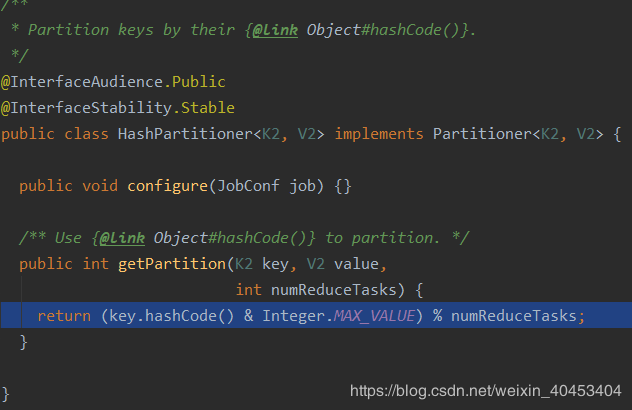 /**
 * Partition keys by their {@link Object#hashCode()}.
 */
@InterfaceAudience.Public
@InterfaceStability.Stable
public class HashPartitioner<K2, V2> implements Partitioner<K2, V2> {
  public void configure(JobConf job) {}
  /** Use {@link Object#hashCode()} to partition. */
  public int getPartition(K2 key, V2 value,
                          int numReduceTasks) {
    return (key.hashCode() & Integer.MAX_VALUE) % numReduceTasks;
  }
}
https://blog.csdn.net/weixin_40453404